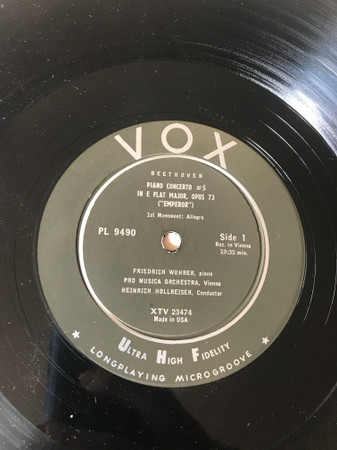 VOX
BEETHOVEN
PIANO CONCERTO #5
IN E FLAT MAJOR, OPUS 73
("EMPEROR")
1st Movement: Allegro
PL 9490
Side 1
Rec. in Vienna
19:35 min.
FRIEDRICH WUHRER, piano
PRO MUSICA ORCHESTRA, Vienna
HEINRICH HOLLREISER, Conductor
XTV 23474
Made in USA
ULTRA HIGH FIDELITY
LONGPLAYING MICROGROOVE